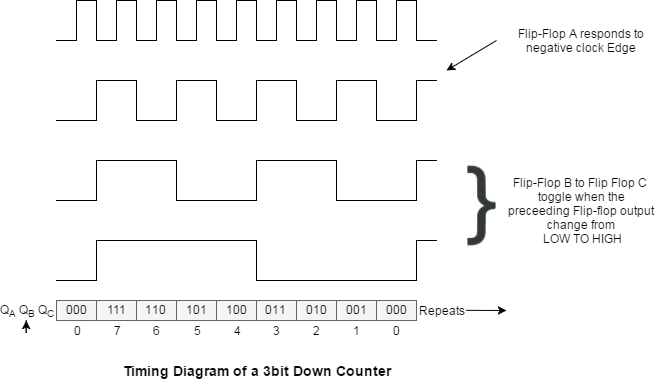 Flip-Flop A responds to
negative clock Edge
Flip-Flop B to Flip Flop C
toggle when the
preceeding Flip-flop output
change from
LOW TO HIGH
QA QB QC 000 111 110 101 100 011 010 001 000 Repeats
0 7 6 5 4 3 2 1 0
Timing Diagram of a 3bit Down Counter